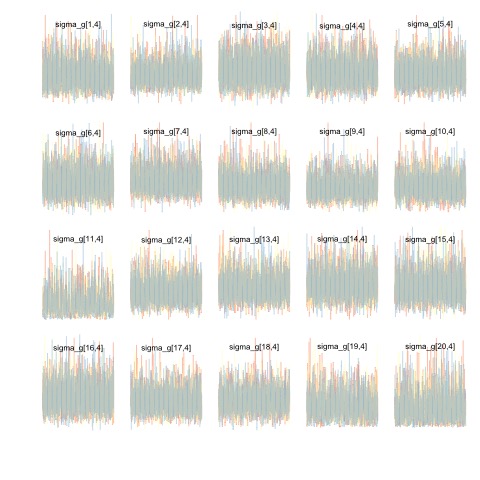 sigma_g[1,4] sigma_g[2,4] sigma_g[3,4] sigma_g[4,4] sigma_g[5,4]
sigma_g[6,4] sigma_g[7,4] sigma_g[8,4] sigma_g[9,4] sigma_g[10,4]
sigma_g[11,4] sigma_g[12,4] sigma_g[13,4] sigma_g[14,4] sigma_g[15,4]
sigma_g[16,4] sigma_g[17,4] sigma_g[18,4] sigma_g[19,4] sigma_g[20,4]